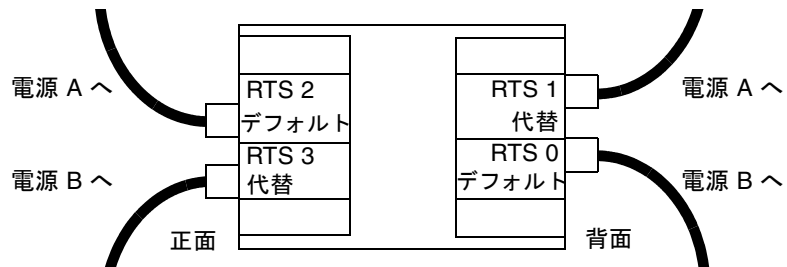 電源 A へ
RTS 2
デフォルト
RTS 1
代替
電源 A へ
電源 B へ
RTS 3
代替
RTS 0
デフォルト
電源 B へ
正面
背面